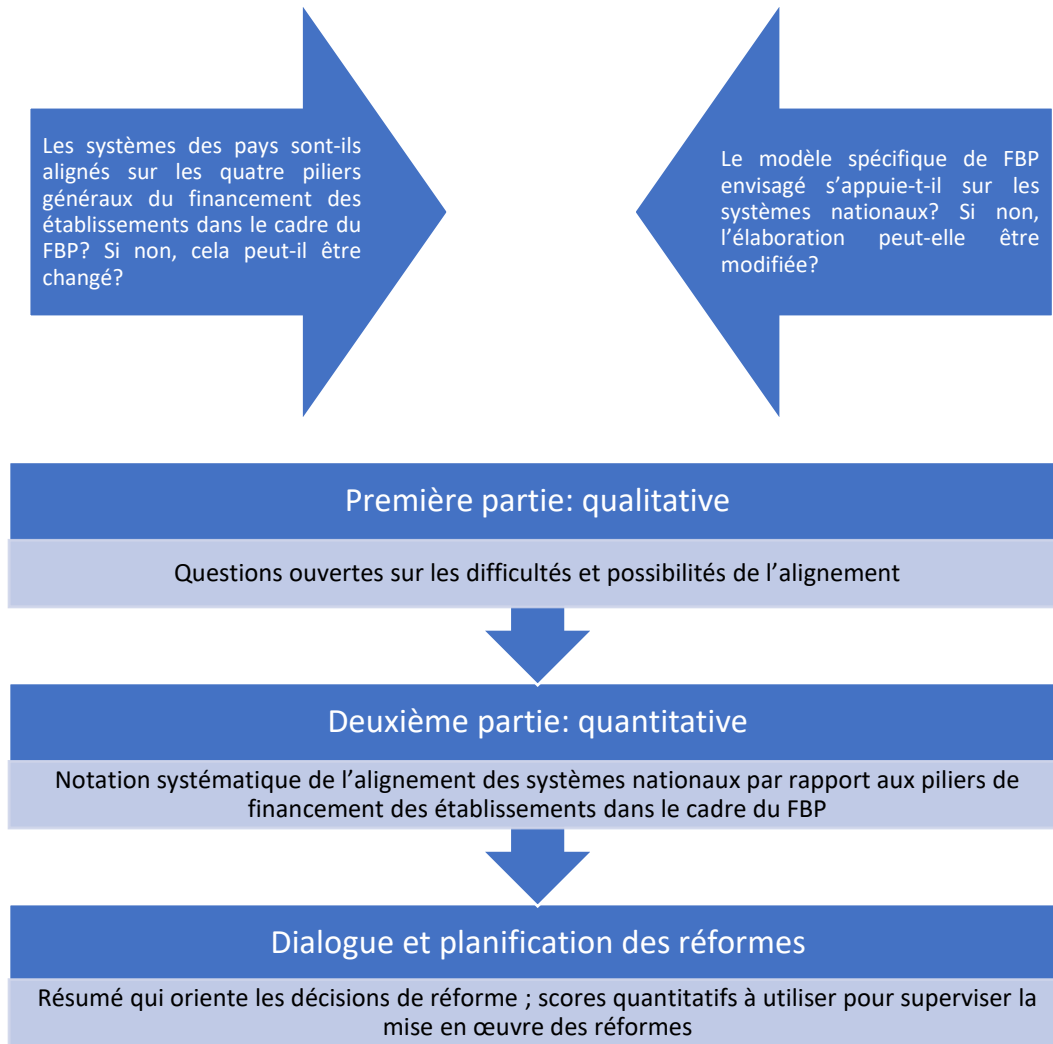 Les systèmes des pays sont-ils
alignés sur les quatre piliers
généraux du financement des
établissements dans le cadre du
FBP? Si non, cela peut-il être
changé?
Le modèle spécifique de FBP
envisagé s’appuie-t-il sur les
systèmes nationaux? Si non,
l’élaboration peut-elle être
modifiée?
Première partie: qualitative
Questions ouvertes sur les difficultés et possibilités de l’alignement
Deuxième partie: quantitative
Notation systématique de l’alignement des systèmes nationaux par rapport aux piliers de
financement des établissements dans le cadre du FBP
Dialogue et planification des réformes
Résumé qui oriente les décisions de réforme ; scores quantitatifs à utiliser pour superviser la
mise en œuvre des réformes